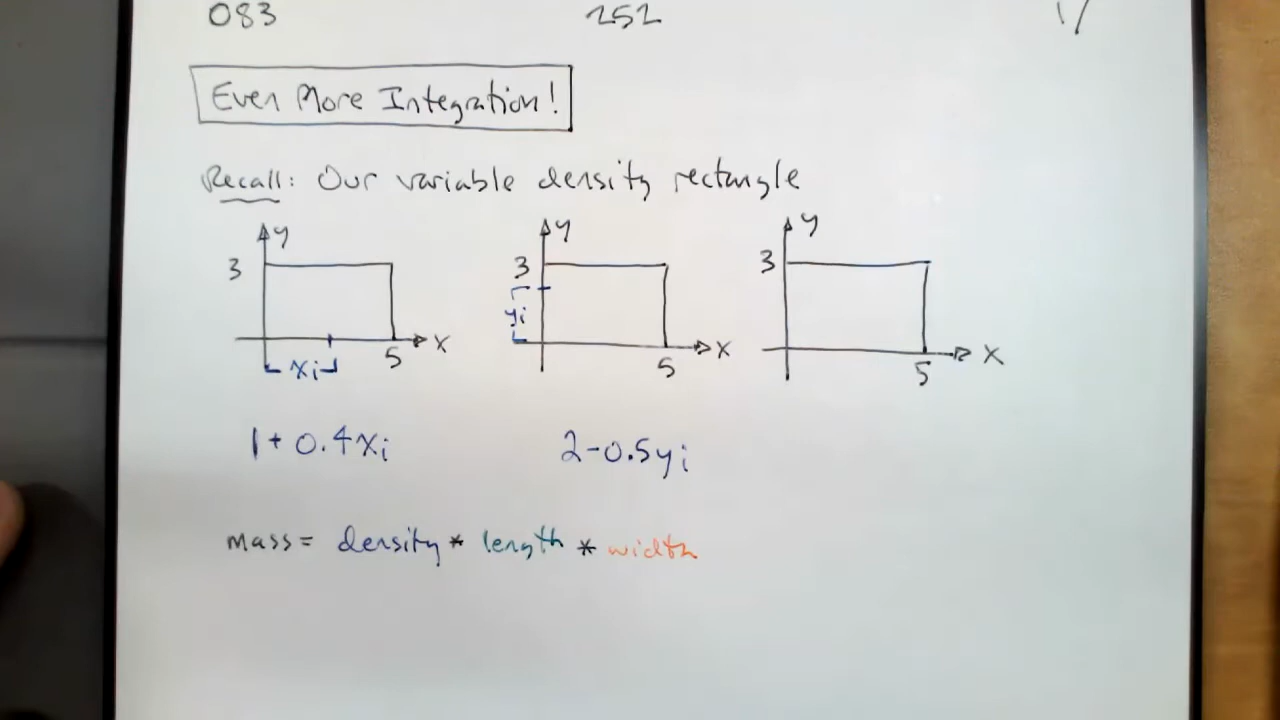 083 252 1/
Even More Integration!
Recall: Our variable density rectangle
y y y
3 3 3
yi
x x x
xi 5 5 5
1 + 0.4xi 2-0.5yi
mass = density * length * width